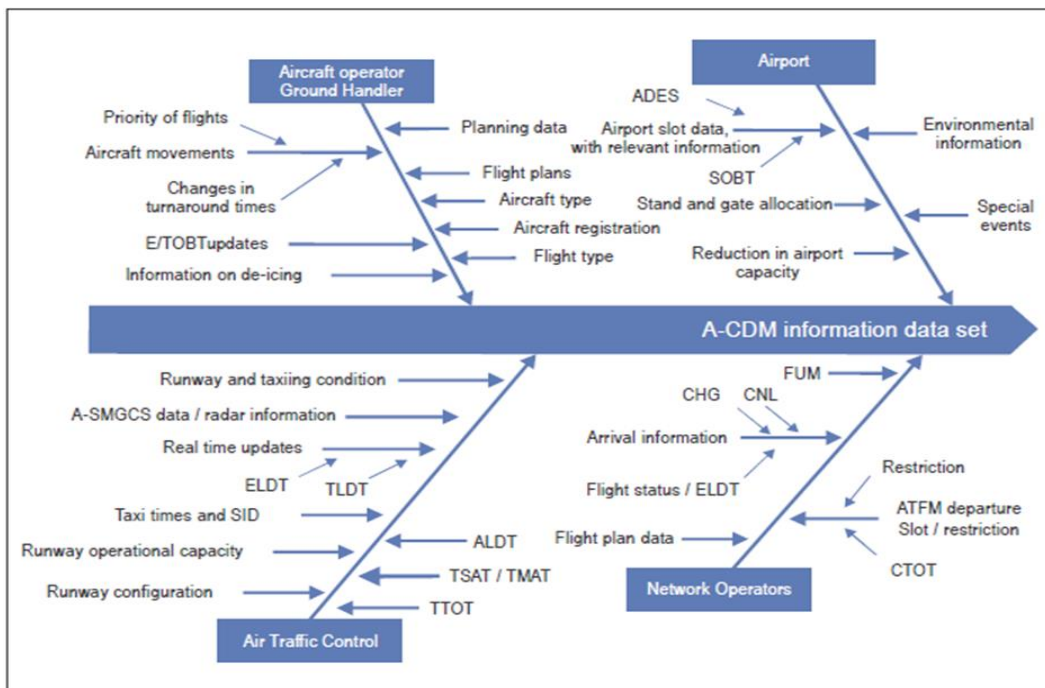 Aircraft operator
Ground Handler
Priority of flights
Aircraft movements
Changes in
turnaround times
E/TOBTupdates
Information on de-icing
Planning data
Flight plans
Aircraft type
Aircraft registration
Flight type
Airport
ADES
Airport slot data,
with relevant information
SOBT
Stand and gate allocation
Reduction in airport
capacity
Environmental
information
Special
events
A-CDM information data set
Runway and taxiing condition
A-SMGCS data / radar information
Real time updates
ELDT
TLDT
Taxi times and SID
Runway operational capacity
Runway configuration
ALDT
TSAT / TMAT
TTOT
Air Traffic Control
FUM
CHG
CNL
Arrival information
Flight status / ELDT
Flight plan data
Restriction
ATFM departure
Slot / restriction
CTOT
Network Operators